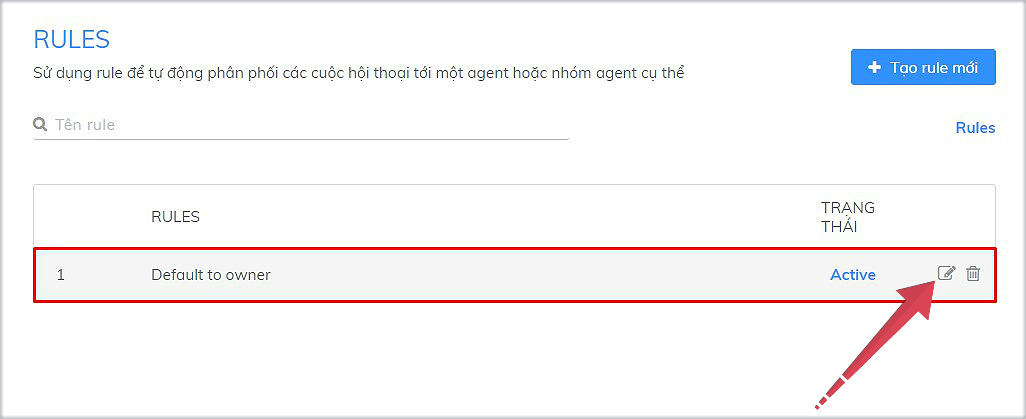 RULES
Sử dụng rule để tự động phân phối các cuộc hội thoại tới một agent hoặc nhóm agent cụ thể
Tạo rule mới
Tên rule
Rules
RULES
TRẠNG
THÁI
1
Default to owner
Active